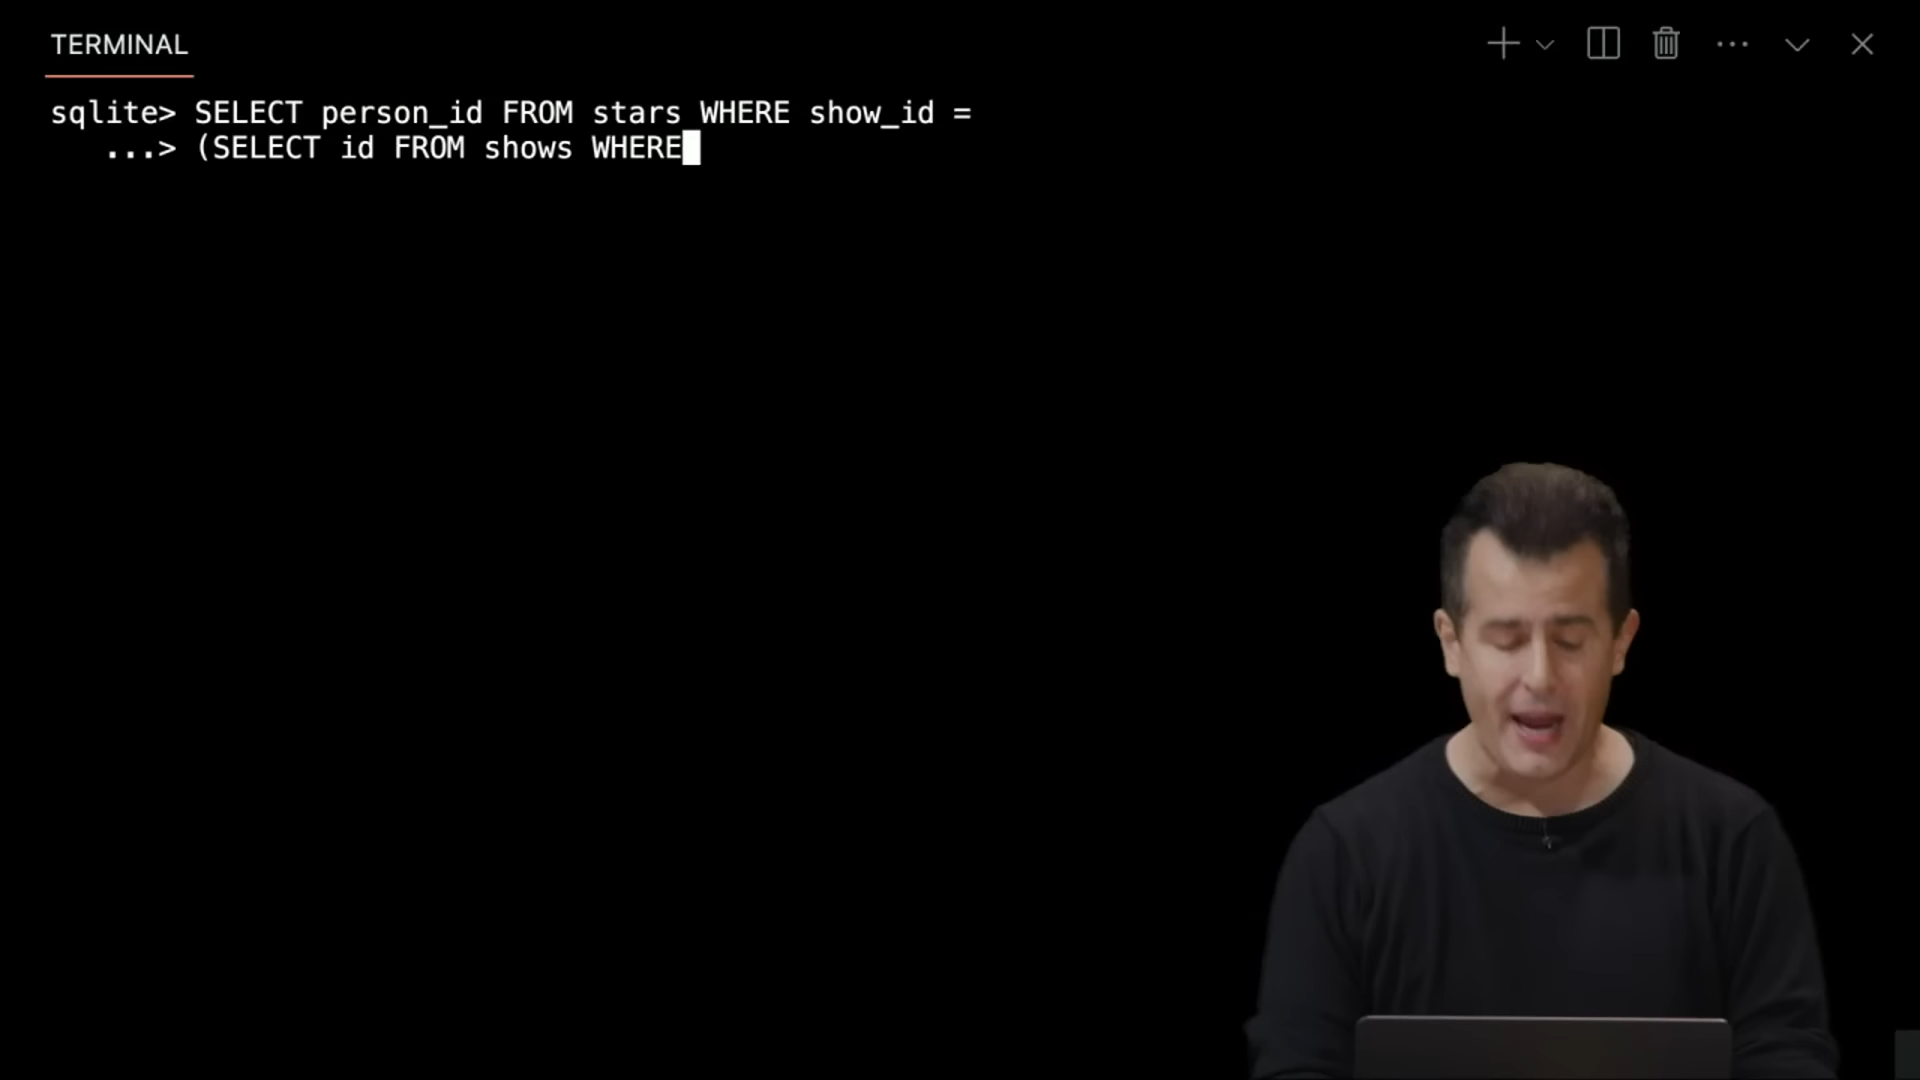 TERMINAL
sqlite> SELECT person_id FROM stars WHERE show_id =
...> (SELECT id FROM shows WHERE